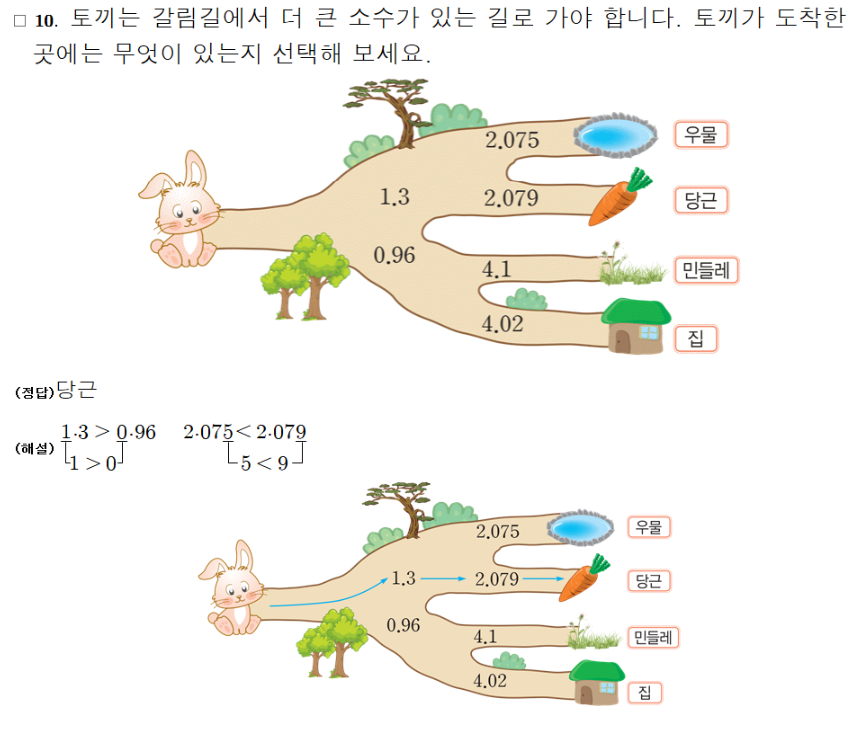 □ 10. 토끼는 갈림길에서 더 큰 소수가 있는 길로 가야 합니다. 토끼가 도착한
곳에는 무엇이 있는지 선택해 보세요.
2.075 우물
1.3 2.079 당근
0.96
4.1 민들레
4.02 집
(정답)당근
(해설) 1.3 > 0.96 2.075 < 2.079
1 > 0 5 < 9
2.075 우물
1.3 2.079 당근
0.96
4.1 민들레
4.02 집